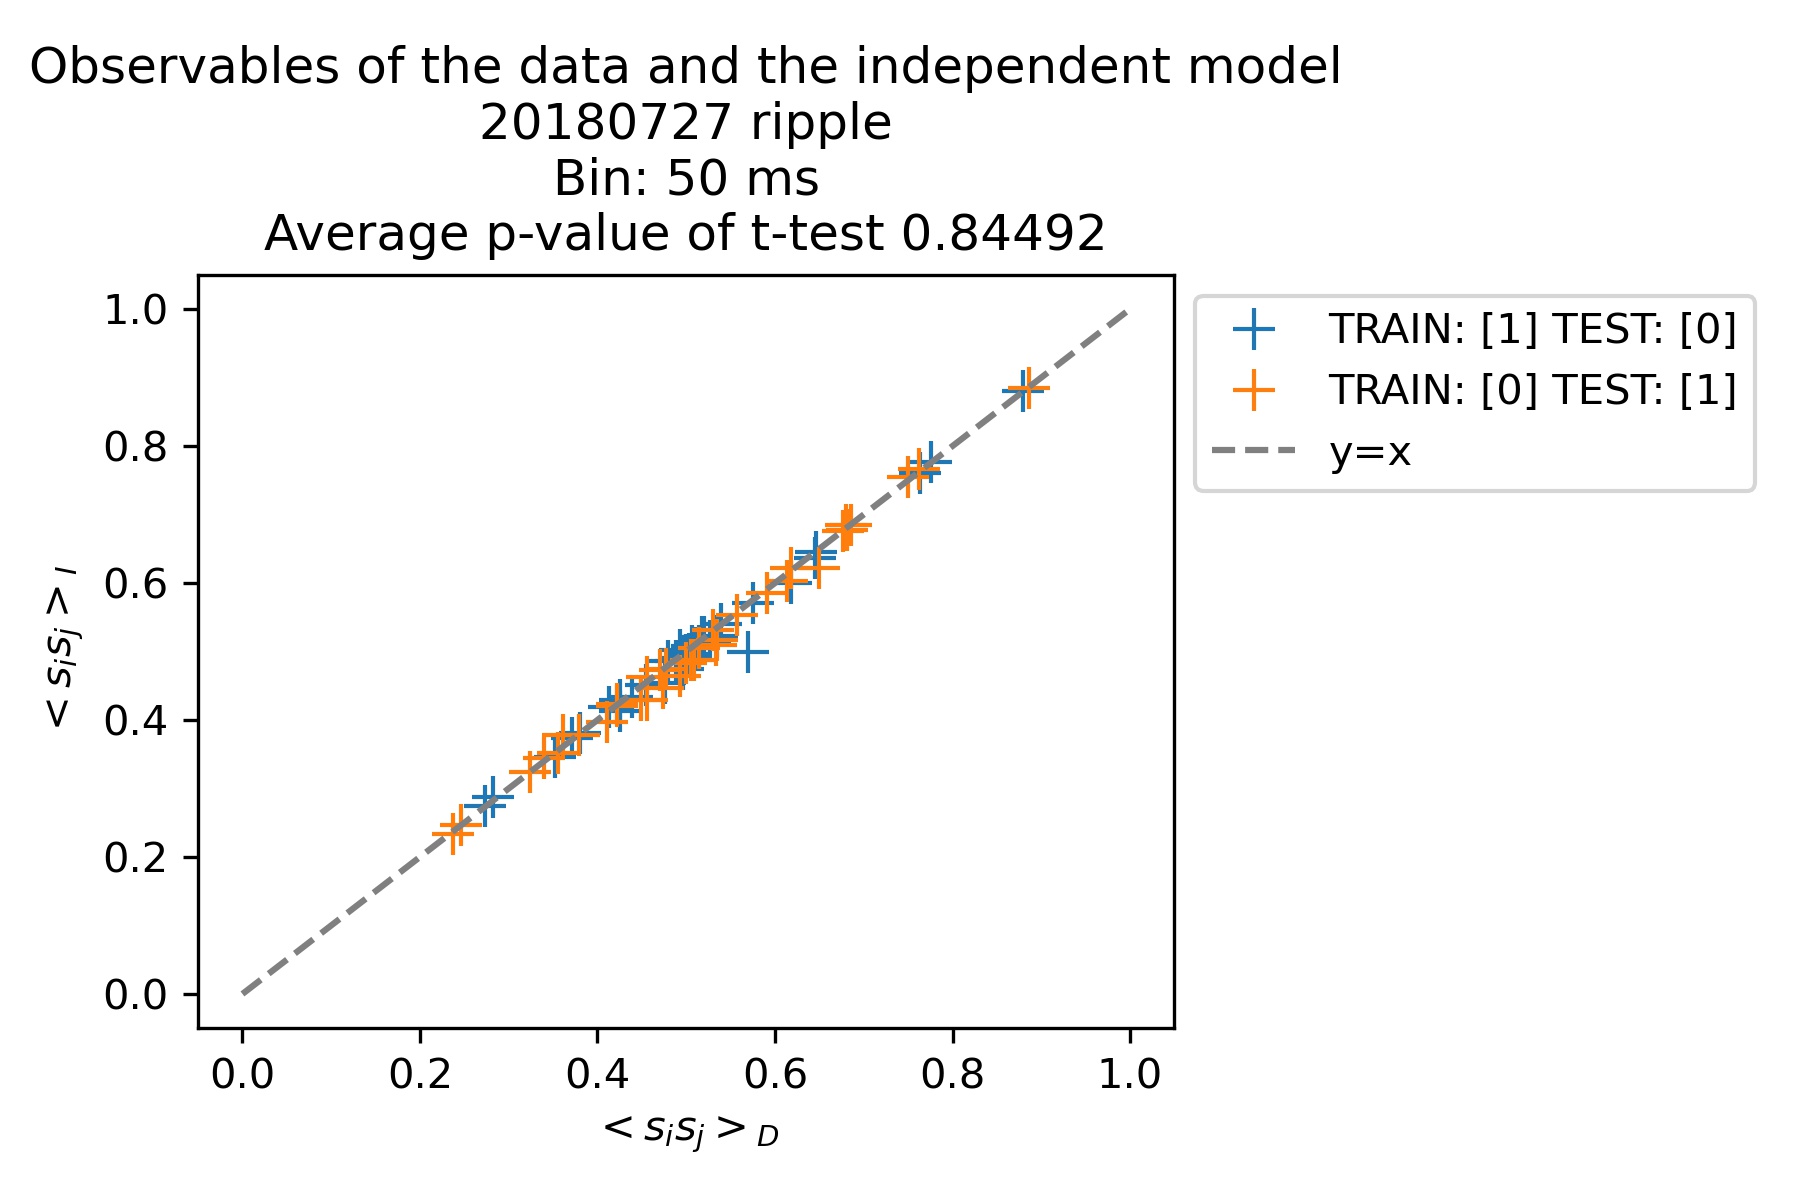 Observables of the data and the independent model
20180727 ripple
Bin: 50 ms
Average p-value of t-test 0.84492
TRAIN: [1] TEST: [0]
TRAIN: [0] TEST: [1]
y=x
1.0
0.8
0.6
0.4
0.2
0.0
< s_i s_j >_I
0.0 0.2 0.4 0.6 0.8 1.0
< s_i s_j >_D